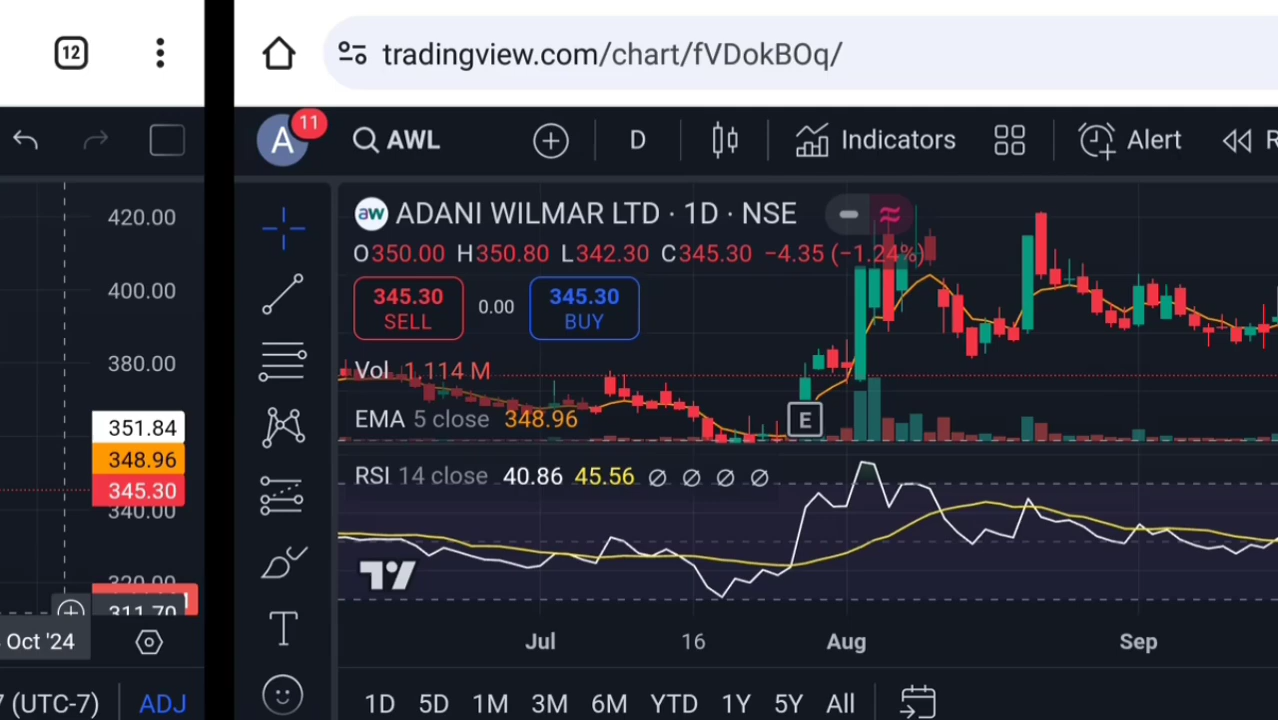 12
tradingview.com/chart/fVDokBOq/
A
11
AWL
D
Indicators
Alert
R
aw ADANI WILMAR LTD · 1D · NSE
O350.00 H350.80 L342.30 C345.30 −4.35 (−1.24%)
345.30
SELL
0.00
345.30
BUY
Vol 1.114 M
EMA 5 close 348.96
E
RSI 14 close 40.86 45.56 ∅ ∅ ∅ ∅
420.00
400.00
380.00
351.84
348.96
345.30
340.00
320.00
311.70
Oct '24
Jul
16
Aug
Sep
T
(UTC-7)
ADJ
1D 5D 1M 3M 6M YTD 1Y 5Y All